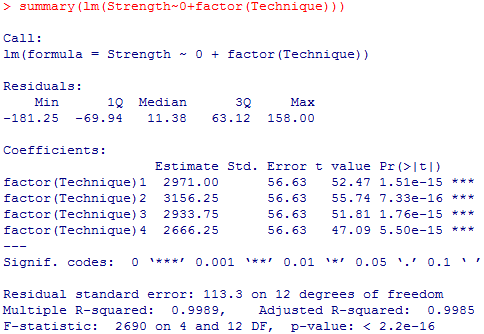 > summary(lm(Strength~0+factor(Technique)))
Call:
lm(formula = Strength ~ 0 + factor(Technique))
Residuals:
    Min      1Q  Median      3Q     Max
-181.25  -69.94   11.38   63.12  158.00
Coefficients:
                   Estimate Std. Error t value Pr(>|t|)
factor(Technique)1  2971.00      56.63   52.47 1.51e-15 ***
factor(Technique)2  3156.25      56.63   55.74 7.33e-16 ***
factor(Technique)3  2933.75      56.63   51.81 1.76e-15 ***
factor(Technique)4  2666.25      56.63   47.09 5.50e-15 ***
---
Signif. codes:  0 ‘***’ 0.001 ‘**’ 0.01 ‘*’ 0.05 ‘.’ 0.1 ‘ ’
Residual standard error: 113.3 on 12 degrees of freedom
Multiple R-squared:  0.9989,    Adjusted R-squared:  0.9985
F-statistic:  2690 on 4 and 12 DF,  p-value: < 2.2e-16